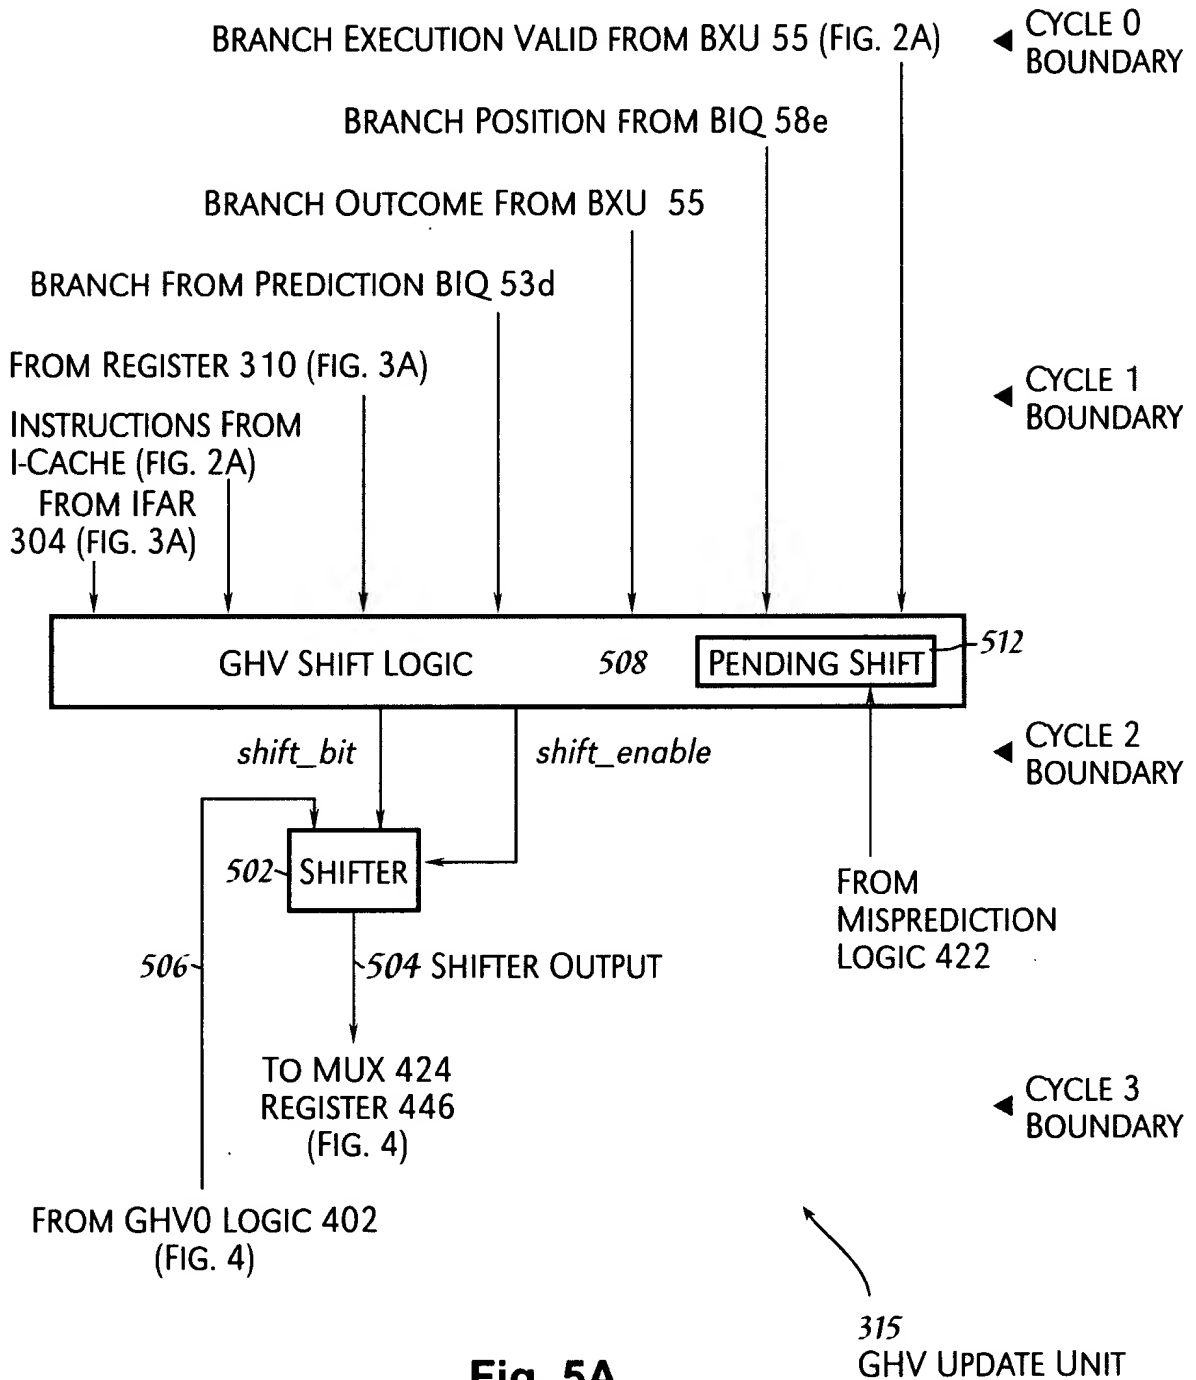 BRANCH EXECUTION VALID FROM BXU 55 (FIG. 2A)
◄ CYCLE 0
BOUNDARY
BRANCH POSITION FROM BIQ 58e
BRANCH OUTCOME FROM BXU 55
BRANCH FROM PREDICTION BIQ 53d
FROM REGISTER 310 (FIG. 3A)
◄ CYCLE 1
BOUNDARY
INSTRUCTIONS FROM
I-CACHE (FIG. 2A)
FROM IFAR
304 (FIG. 3A)
GHV SHIFT LOGIC 508
PENDING SHIFT
512
shift_bit
shift_enable
◄ CYCLE 2
BOUNDARY
502
SHIFTER
FROM
MISPREDICTION
LOGIC 422
506
504 SHIFTER OUTPUT
TO MUX 424
REGISTER 446
(FIG. 4)
◄ CYCLE 3
BOUNDARY
FROM GHV0 LOGIC 402
(FIG. 4)
315
GHV UPDATE UNIT
Fig. 5A